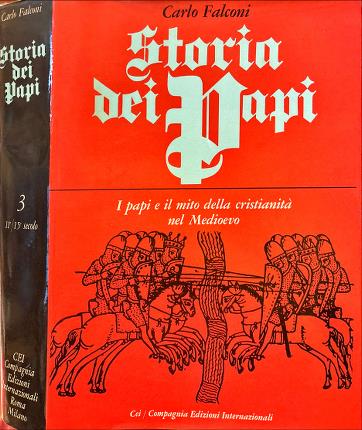 Carlo Falconi
Storia
dei
Papi
3
11° / 15° secolo
CEI
Compagnia
Edizioni
Internazionali
Roma
Milano
Carlo Falconi
Storia
dei Papi
I papi e il mito della cristianità
nel Medioevo
Cei / Compagnia Edizioni Internazionali